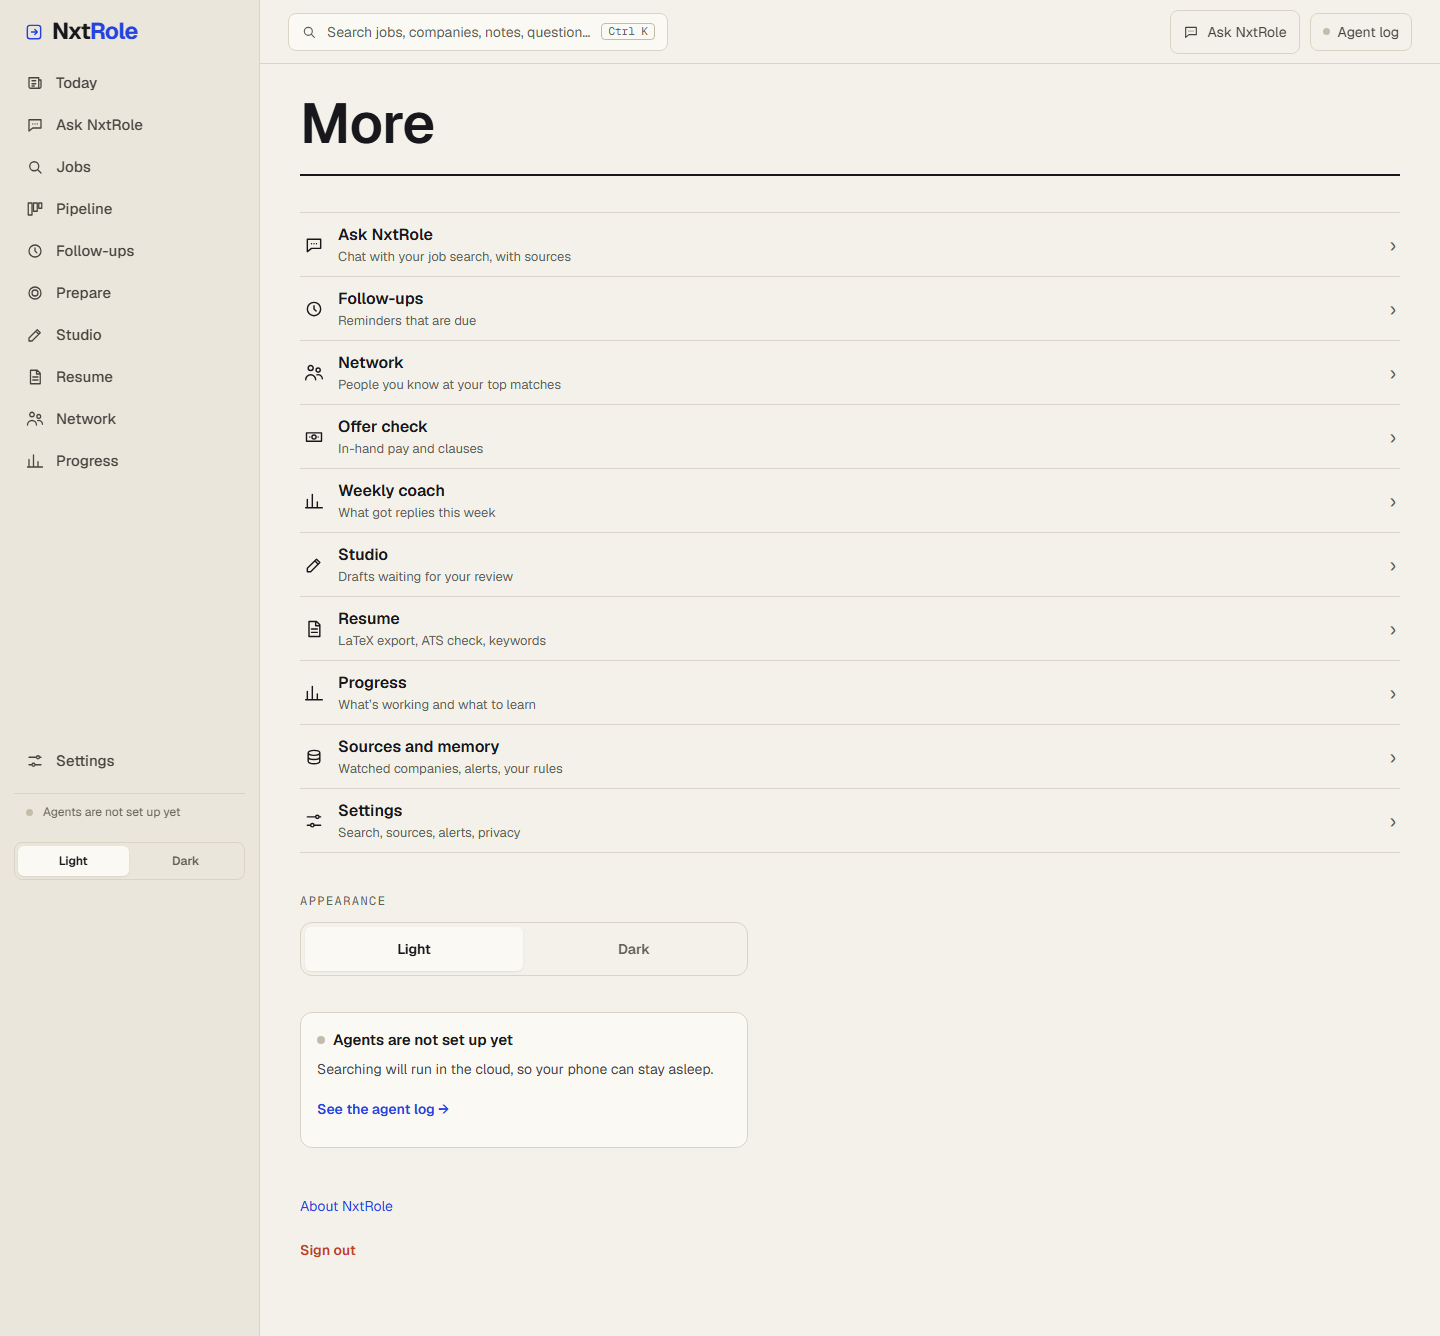 NxtRole
Search jobs, companies, notes, question… Ctrl K
Ask NxtRole
Agent log
Today
Ask NxtRole
Jobs
Pipeline
Follow-ups
Prepare
Studio
Resume
Network
Progress
Settings
Agents are not set up yet
Light Dark
More
Ask NxtRole
Chat with your job search, with sources
Follow-ups
Reminders that are due
Network
People you know at your top matches
Offer check
In-hand pay and clauses
Weekly coach
What got replies this week
Studio
Drafts waiting for your review
Resume
LaTeX export, ATS check, keywords
Progress
What's working and what to learn
Sources and memory
Watched companies, alerts, your rules
Settings
Search, sources, alerts, privacy
APPEARANCE
Light Dark
Agents are not set up yet
Searching will run in the cloud, so your phone can stay asleep.
See the agent log →
About NxtRole
Sign out